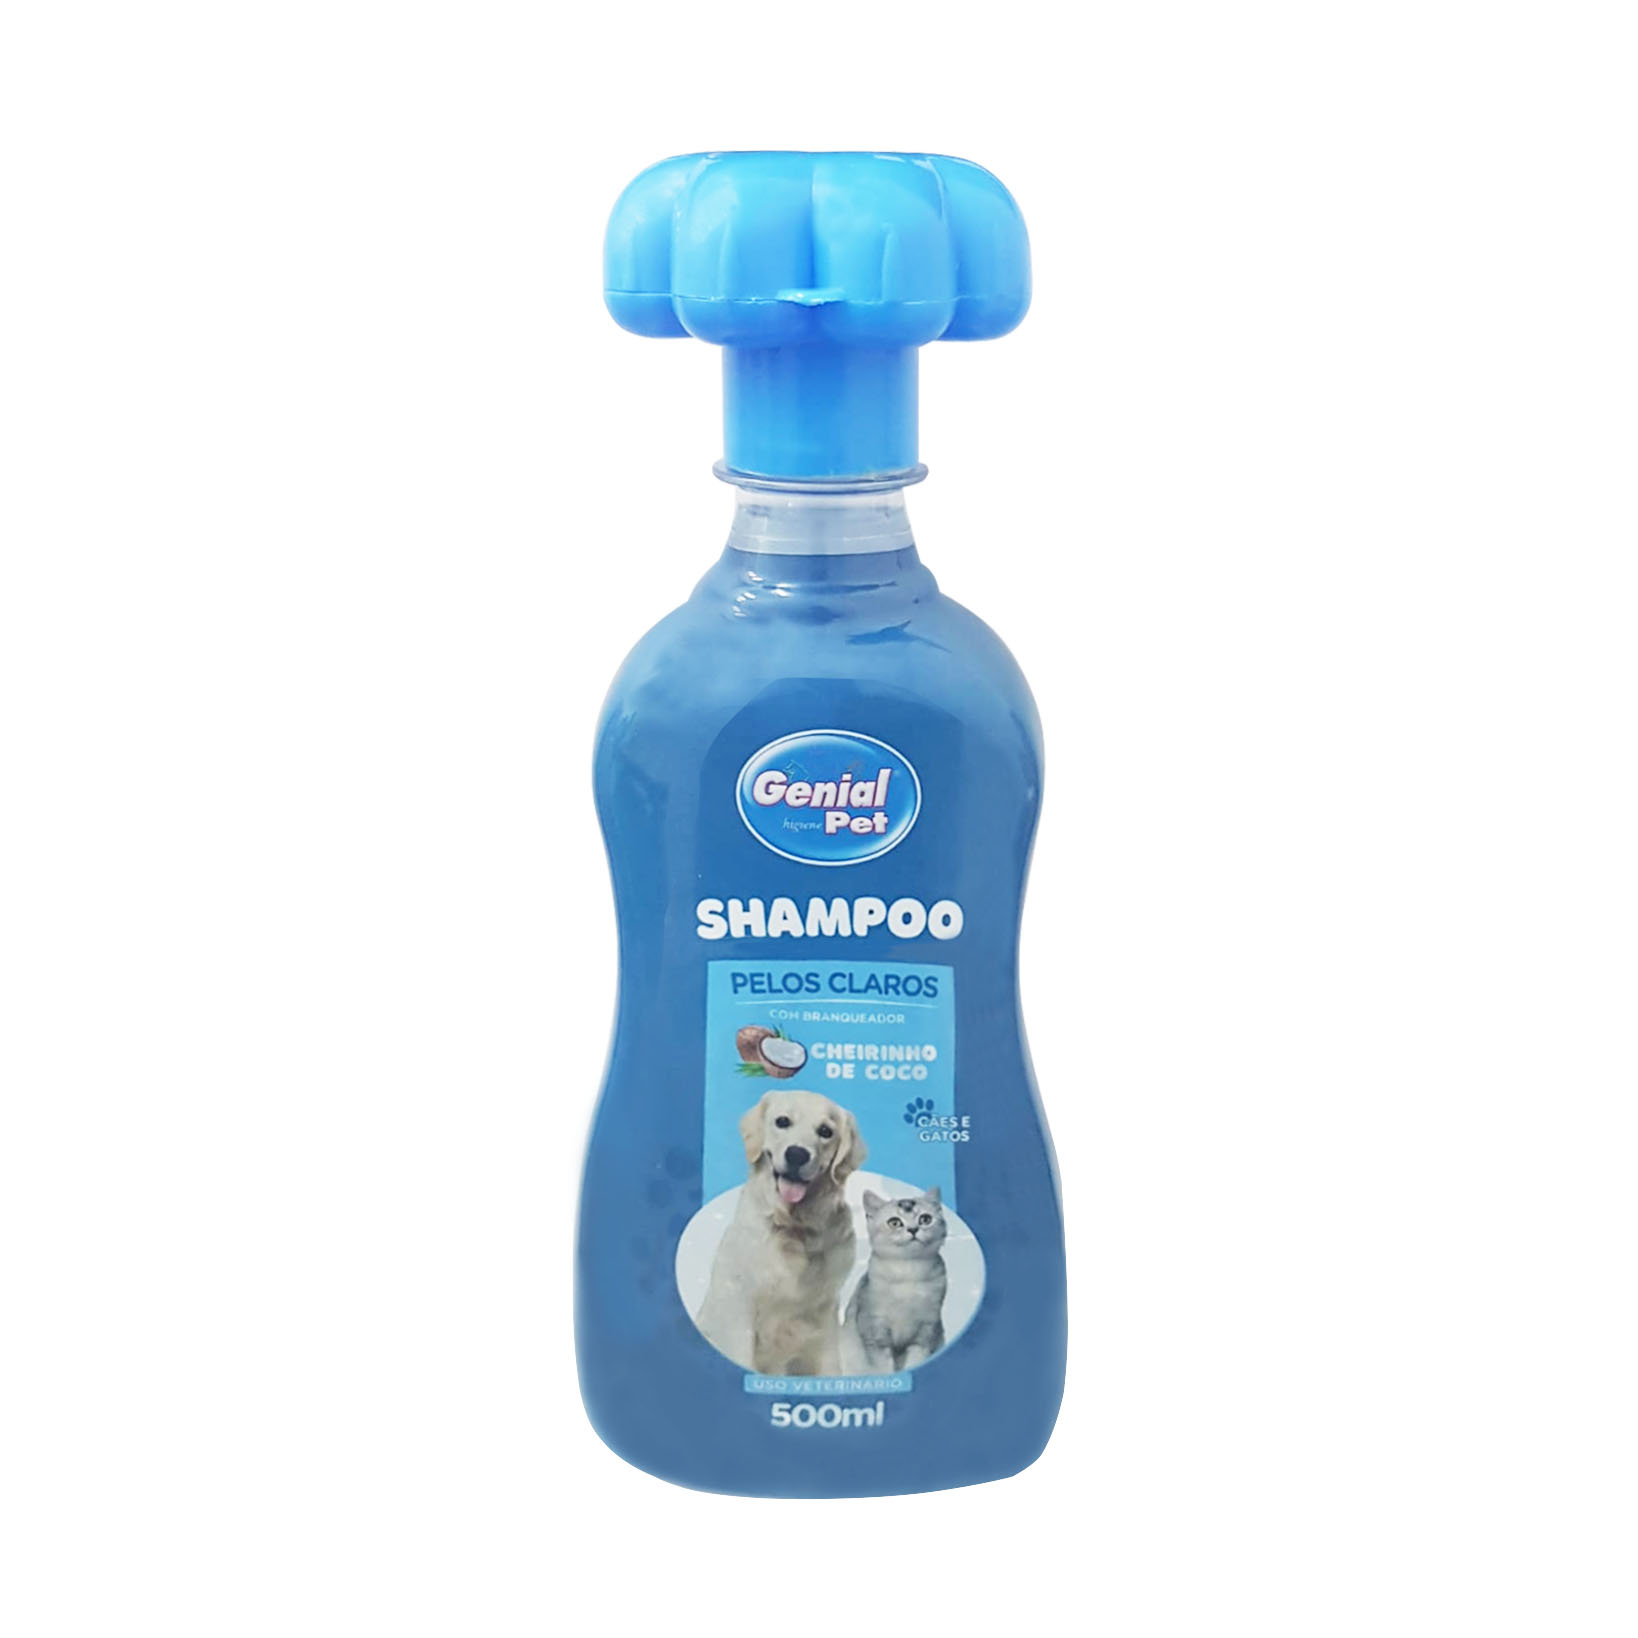 Genial
higiene Pet
SHAMPOO
PELOS CLAROS
COM BRANQUEADOR
CHEIRINHO
DE COCO
CÃES E
GATOS
USO VETERINÁRIO
500ml